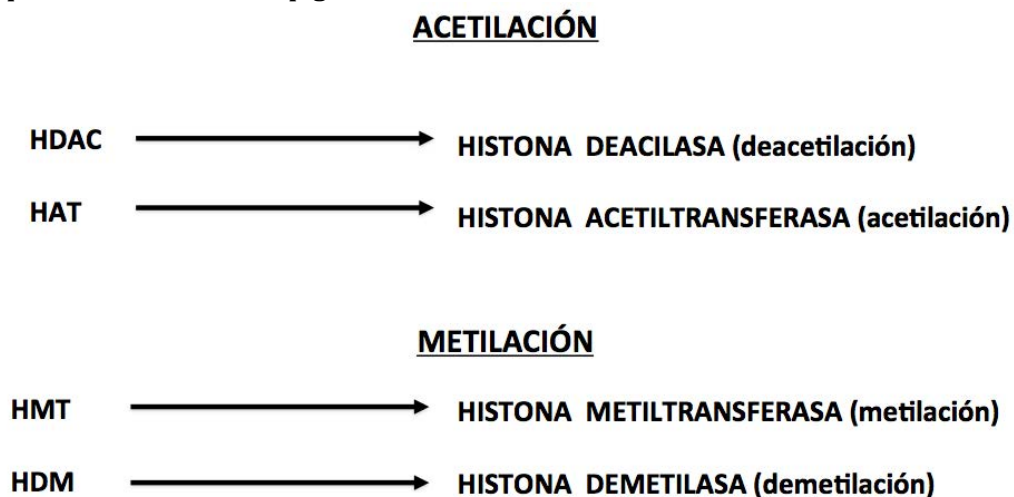 ACETILACIÓN
HDAC HISTONA DEACILASA (deacetilación)
HAT HISTONA ACETILTRANSFERASA (acetilación)
METILACIÓN
HMT HISTONA METILTRANSFERASA (metilación)
HDM HISTONA DEMETILASA (demetilación)